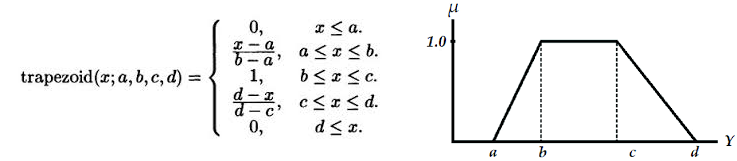 trapezoid(x; a, b, c, d) =
0, x ≤ a.
x − a / b − a, a ≤ x ≤ b.
1, b ≤ x ≤ c.
d − x / d − c, c ≤ x ≤ d.
0, d ≤ x.
μ
1.0
a b c d Y